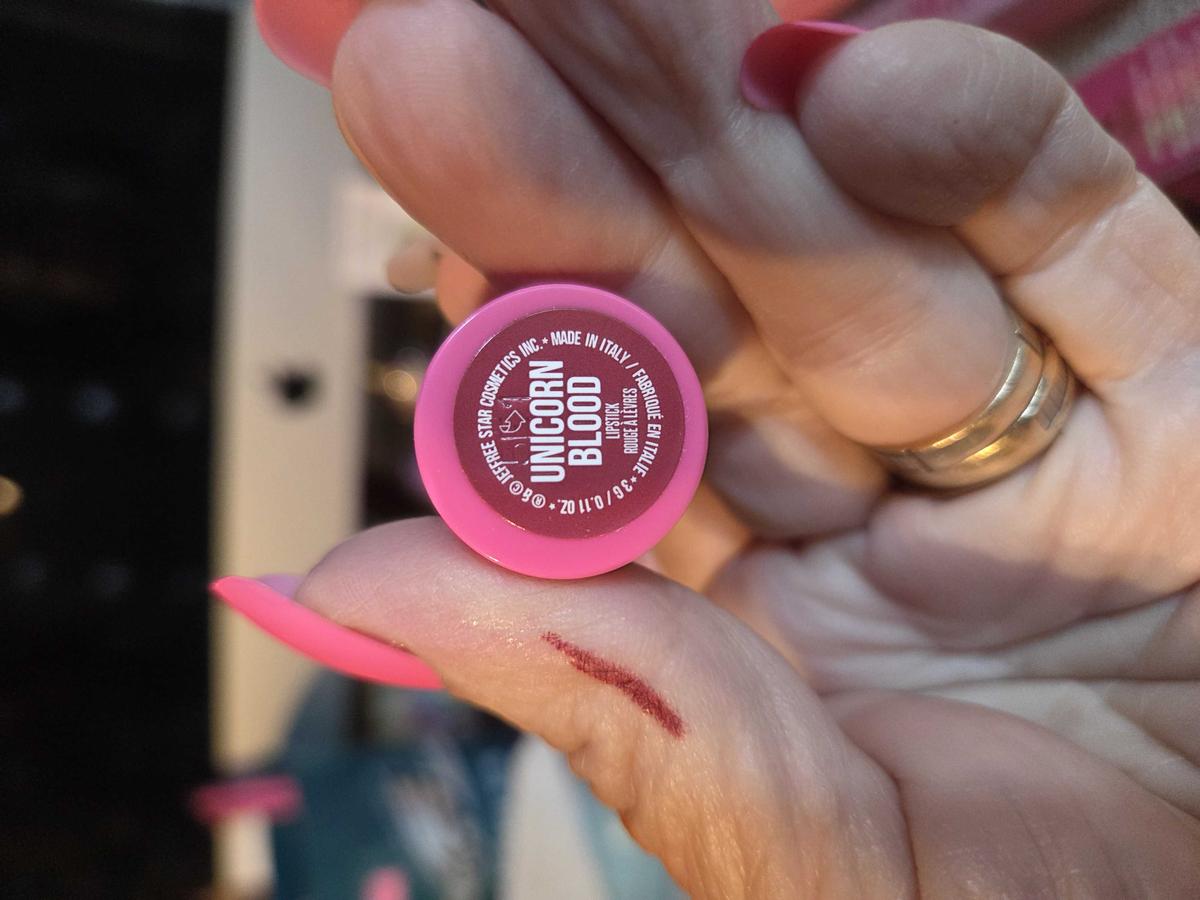 UNICORN
BLOOD
LIPSTICK
ROUGE À LÈVRES
® & © JEFFREE STAR COSMETICS INC. * MADE IN ITALY / FABRIQUÉ EN ITALIE * 3 G / 0.11 OZ. *